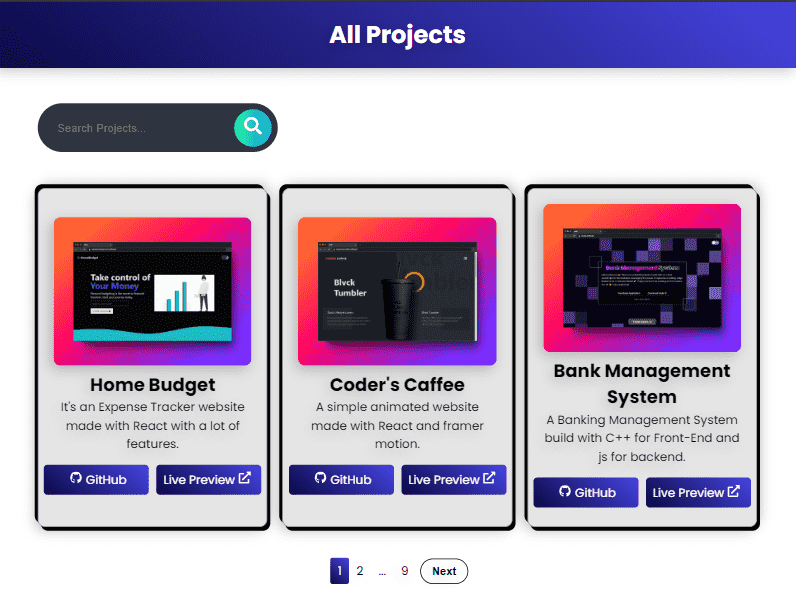 All Projects
Search Projects...
Take control of
Your Money
Blvck
Tumbler
Bank Management System
Home Budget
It's an Expense Tracker website
made with React with a lot of
features.
GitHub
Live Preview
Coder's Caffee
A simple animated website
made with React and framer
motion.
GitHub
Live Preview
Bank Management
System
A Banking Management System
build with C++ for Front-End and
js for backend.
GitHub
Live Preview
1 2 ... 9 Next